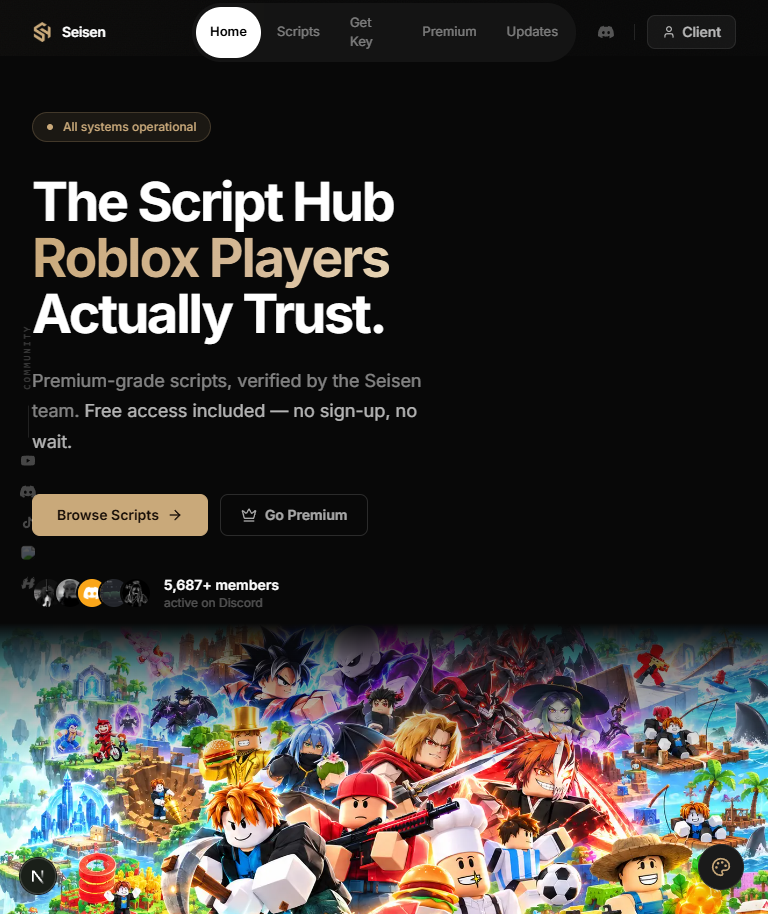 Seisen
Home
Scripts
Get
Key
Premium
Updates
Client
All systems operational
The Script Hub
Roblox Players
Actually Trust.
COMMUNITY
Premium-grade scripts, verified by the Seisen
team. Free access included — no sign-up, no
wait.
Browse Scripts
Go Premium
5,687+ members
active on Discord
N